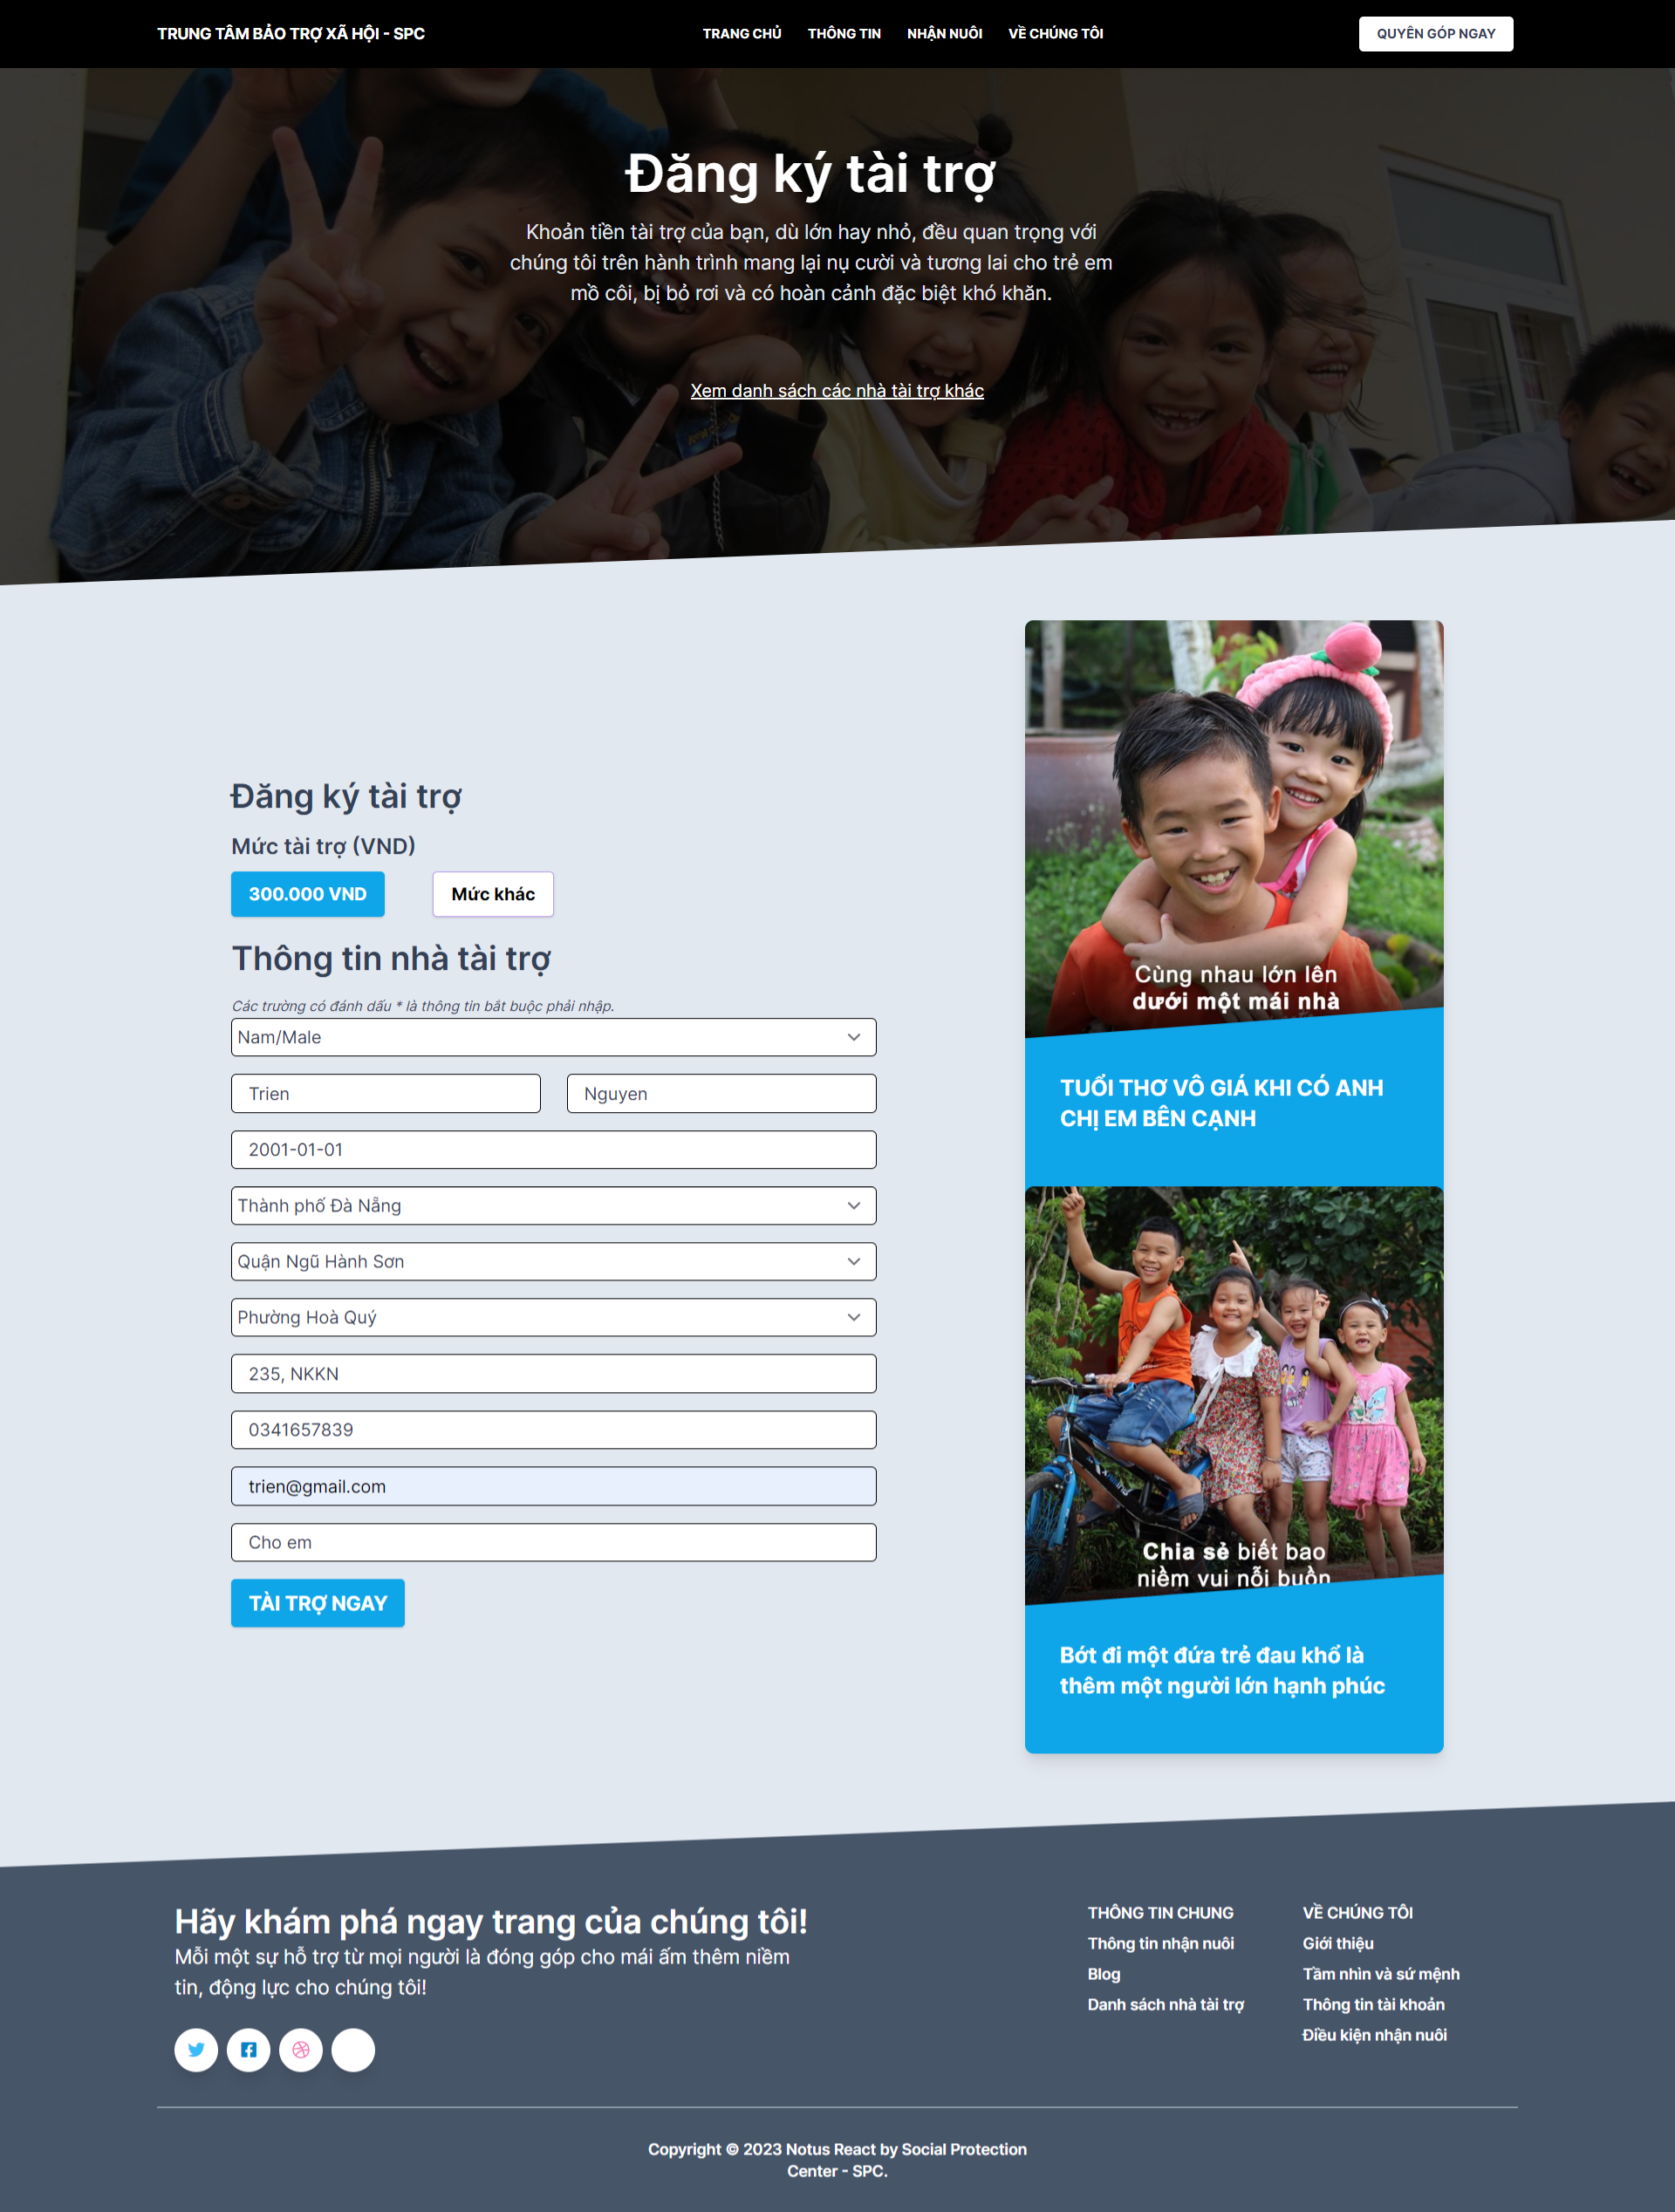 TRUNG TÂM BẢO TRỢ XÃ HỘI - SPC
TRANG CHỦ THÔNG TIN NHẬN NUÔI VỀ CHÚNG TÔI
QUYÊN GÓP NGAY
Đăng ký tài trợ
Khoản tiền tài trợ của bạn, dù lớn hay nhỏ, đều quan trọng với
chúng tôi trên hành trình mang lại nụ cười và tương lai cho trẻ em
mồ côi, bị bỏ rơi và có hoàn cảnh đặc biệt khó khăn.
Xem danh sách các nhà tài trợ khác
Đăng ký tài trợ
Mức tài trợ (VND)
300.000 VND Mức khác
Thông tin nhà tài trợ
Các trường có đánh dấu * là thông tin bắt buộc phải nhập.
Nam/Male
Trien Nguyen
2001-01-01
Thành phố Đà Nẵng
Quận Ngũ Hành Sơn
Phường Hoà Quý
235, NKKN
0341657839
trien@gmail.com
Cho em
TÀI TRỢ NGAY
Cùng nhau lớn lên
dưới một mái nhà
TUỔI THƠ VÔ GIÁ KHI CÓ ANH
CHỊ EM BÊN CẠNH
Chia sẻ biết bao
niềm vui nỗi buồn
Bớt đi một đứa trẻ đau khổ là
thêm một người lớn hạnh phúc
Hãy khám phá ngay trang của chúng tôi!
Mỗi một sự hỗ trợ từ mọi người là đóng góp cho mái ấm thêm niềm
tin, động lực cho chúng tôi!
THÔNG TIN CHUNG
Thông tin nhận nuôi
Blog
Danh sách nhà tài trợ
VỀ CHÚNG TÔI
Giới thiệu
Tầm nhìn và sứ mệnh
Thông tin tài khoản
Điều kiện nhận nuôi
Copyright © 2023 Notus React by Social Protection
Center - SPC.